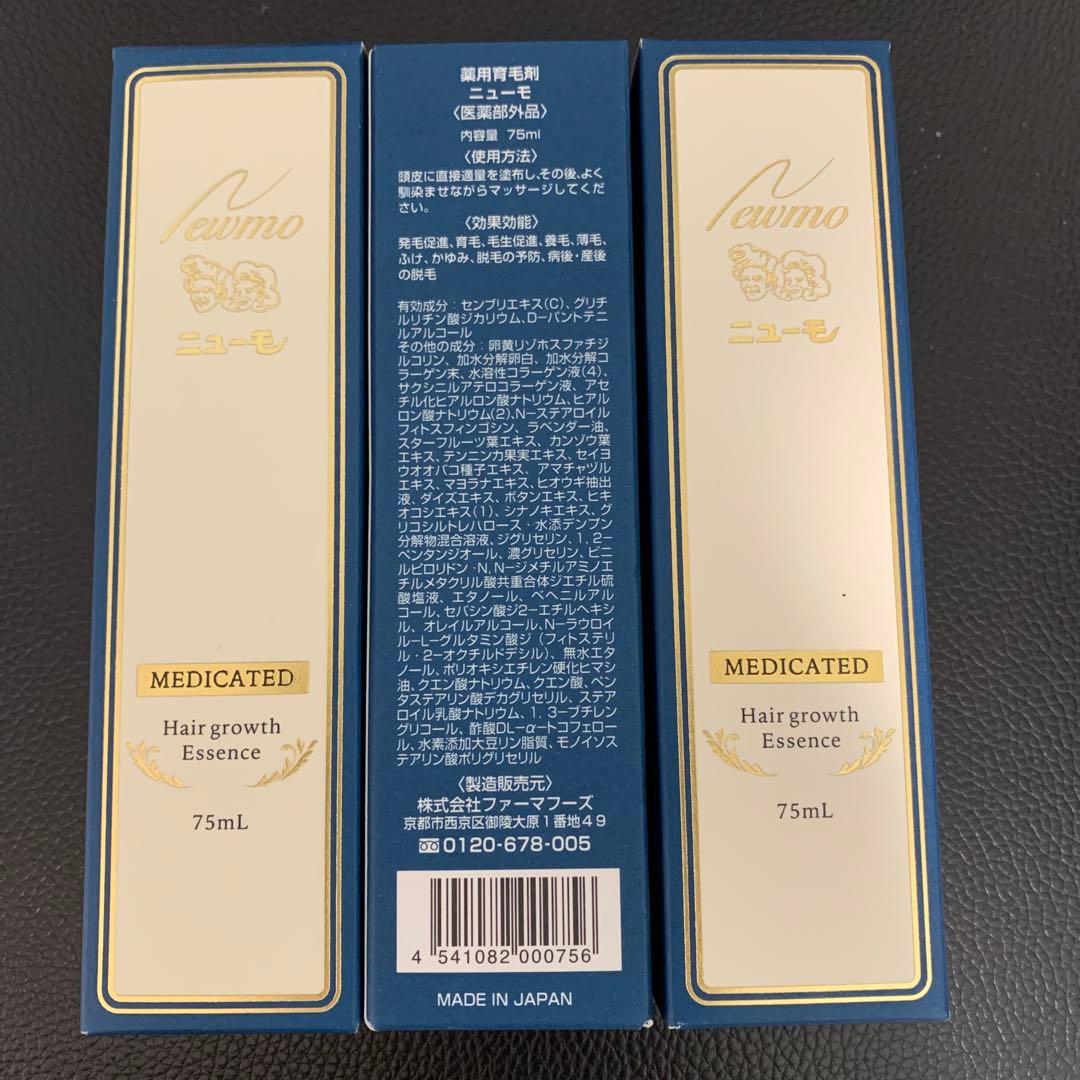 Newmo
ニューモ
MEDICATED
Hair growth
Essence
75mL
薬用育毛剤
ニューモ
〈医薬部外品〉
内容量 75ml
〈使用方法〉
頭皮に直接適量を塗布し、その後、よく
馴染ませながらマッサージしてくだ
さい。
〈効果効能〉
発毛促進、育毛、毛生促進、養毛、薄毛、
ふけ、かゆみ、脱毛の予防、病後・産後
の脱毛
有効成分：センブリエキス(C)、グリチ
ルリチン酸ジカリウム、D-パントテニ
ルアルコール
その他の成分：卵黄リゾホスファチジ
ルコリン、加水分解卵白、加水分解コ
ラーゲン末、水溶性コラーゲン液(4)、
サクシニルアテロコラーゲン液、アセ
チル化ヒアルロン酸ナトリウム、ヒアル
ロン酸ナトリウム(2)、N-ステアロイル
フィトスフィンゴシン、ラベンダー油、
スターフルーツ葉エキス、カンゾウ葉
エキス、テンニンカ果実エキス、セイヨ
ウオオバコ種子エキス、アマチャヅル
エキス、マヨラナエキス、ヒオウギ抽出
液、ダイズエキス、ボタンエキス、ヒキ
オコシエキス(1)、シナノキエキス、グ
リコシルトレハロース・水添デンプン
分解物混合溶液、ジグリセリン、1,2-
ペンタンジオール、濃グリセリン、ビニ
ルピロリドン・N,N-ジメチルアミノエ
チルメタクリル酸共重合体ジエチル硫
酸塩液、エタノール、ベヘニルアル
コール、セバシン酸ジ2-エチルヘキシ
ル、オレイルアルコール、N-ラウロイ
ル-L-グルタミン酸ジ(フィトステリ
ル・2-オクチルドデシル)、無水エタ
ノール、ポリオキシエチレン硬化ヒマシ
油、クエン酸ナトリウム、クエン酸、ペン
タステアリン酸デカグリセリル、ステア
ロイル乳酸ナトリウム、1,3-ブチレン
グリコール、酢酸DL-α-トコフェロー
ル、水素添加大豆リン脂質、モノイソス
テアリン酸ポリグリセリル
〈製造販売元〉
株式会社ファーマフーズ
京都市西京区御陵大原1番地49
0120-678-005
4 541082 000756
MADE IN JAPAN
Newmo
ニューモ
MEDICATED
Hair growth
Essence
75mL